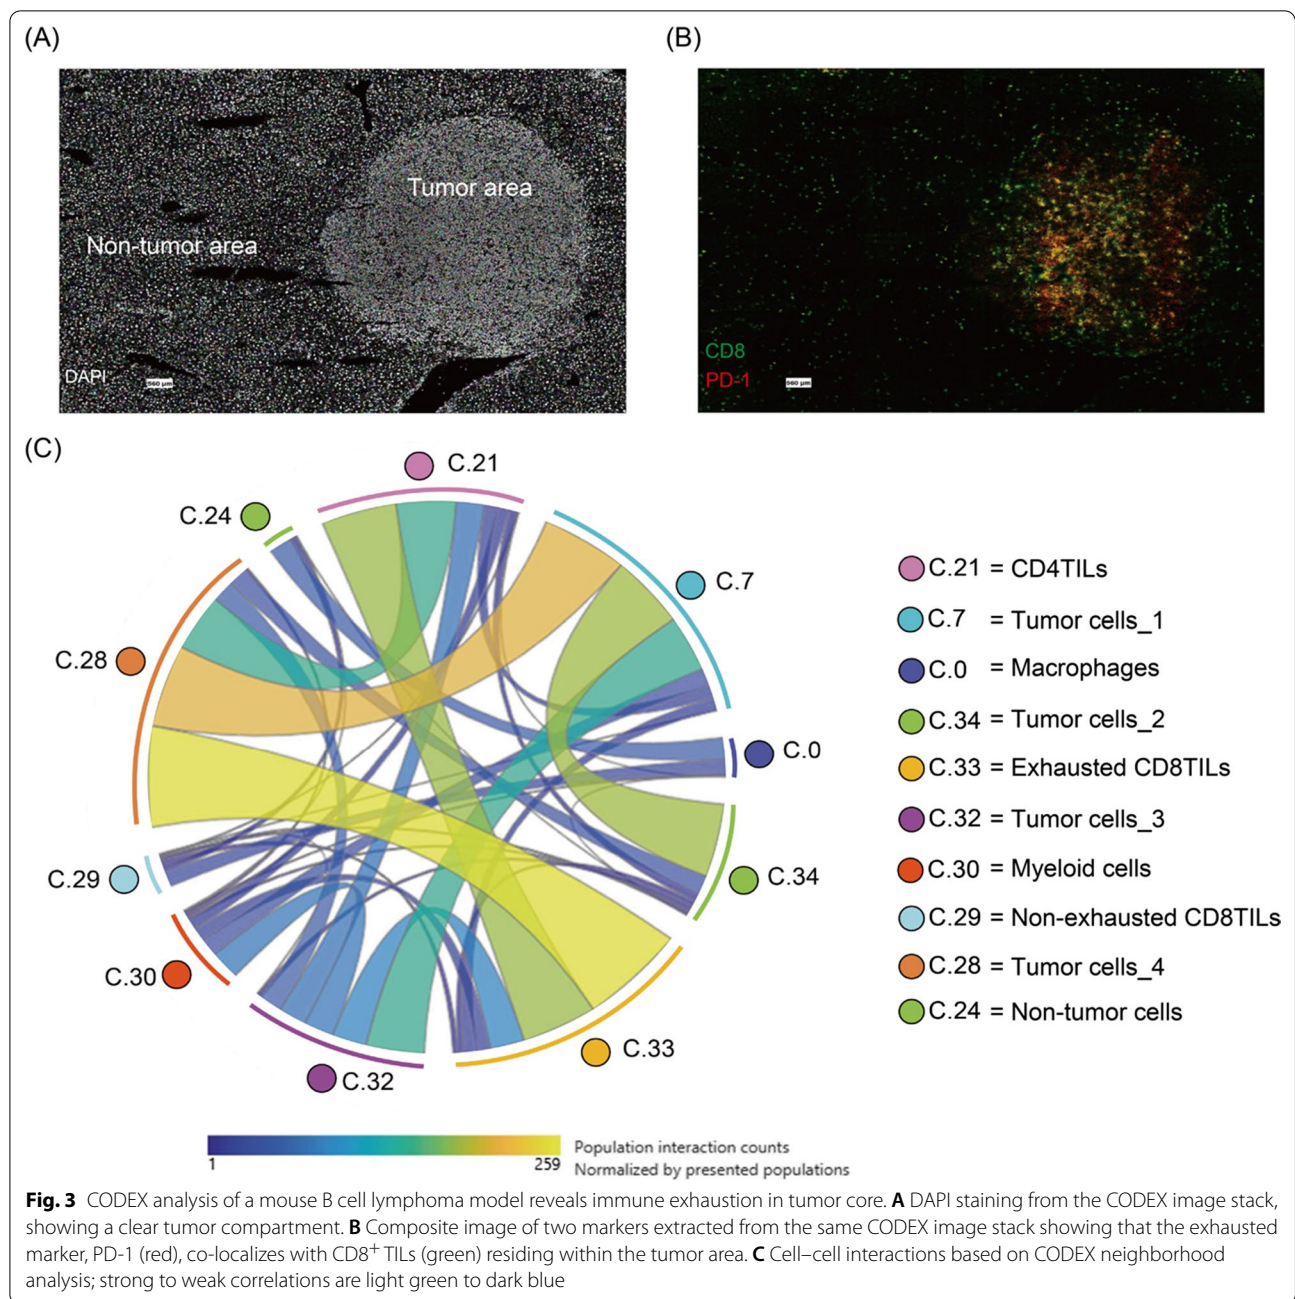 (A)
(B)
Tumor area
Non-tumor area
DAPI
560 µm
CD8
PD-1
560 µm
(C)
C.21
C.24
C.7
C.28
C.0
C.29
C.34
C.30
C.33
C.32
C.21 = CD4TILs
C.7 = Tumor cells_1
C.0 = Macrophages
C.34 = Tumor cells_2
C.33 = Exhausted CD8TILs
C.32 = Tumor cells_3
C.30 = Myeloid cells
C.29 = Non-exhausted CD8TILs
C.28 = Tumor cells_4
C.24 = Non-tumor cells
1
259
Population interaction counts
Normalized by presented populations
Fig. 3 CODEX analysis of a mouse B cell lymphoma model reveals immune exhaustion in tumor core. A DAPI staining from the CODEX image stack,
showing a clear tumor compartment. B Composite image of two markers extracted from the same CODEX image stack showing that the exhausted
marker, PD-1 (red), co-localizes with CD8⁺ TILs (green) residing within the tumor area. C Cell–cell interactions based on CODEX neighborhood
analysis; strong to weak correlations are light green to dark blue